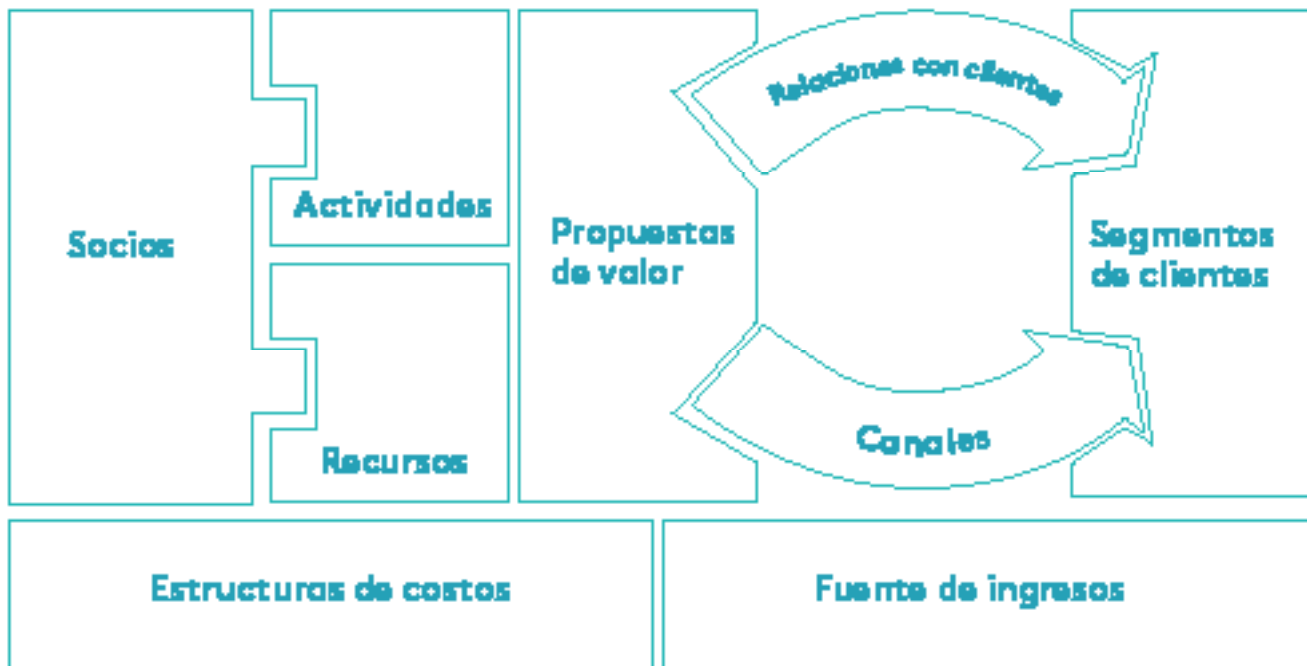 Relaciones con clientes
Actividades
Socios
Propuestas
de valor
Segmentos
de clientes
Recursos
Canales
Estructuras de costos
Fuente de ingresos